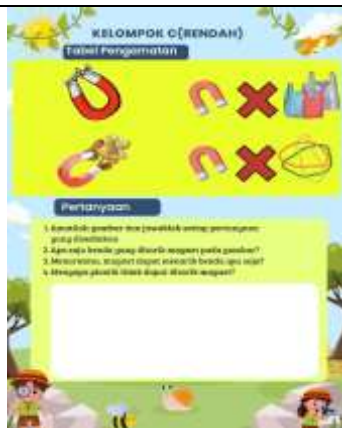 KELOMPOK C(RENDAH)
Tabel Pengamatan
Pertanyaan
1. Amatilah gambar dan jawablah setiap pertanyaan
yang disediakan
2. Apa saja benda yang ditarik magnet pada gambar?
3. Menurutmu, magnet dapat menarik benda apa saja?
4. Mengapa plastik tidak dapat ditarik magnet?